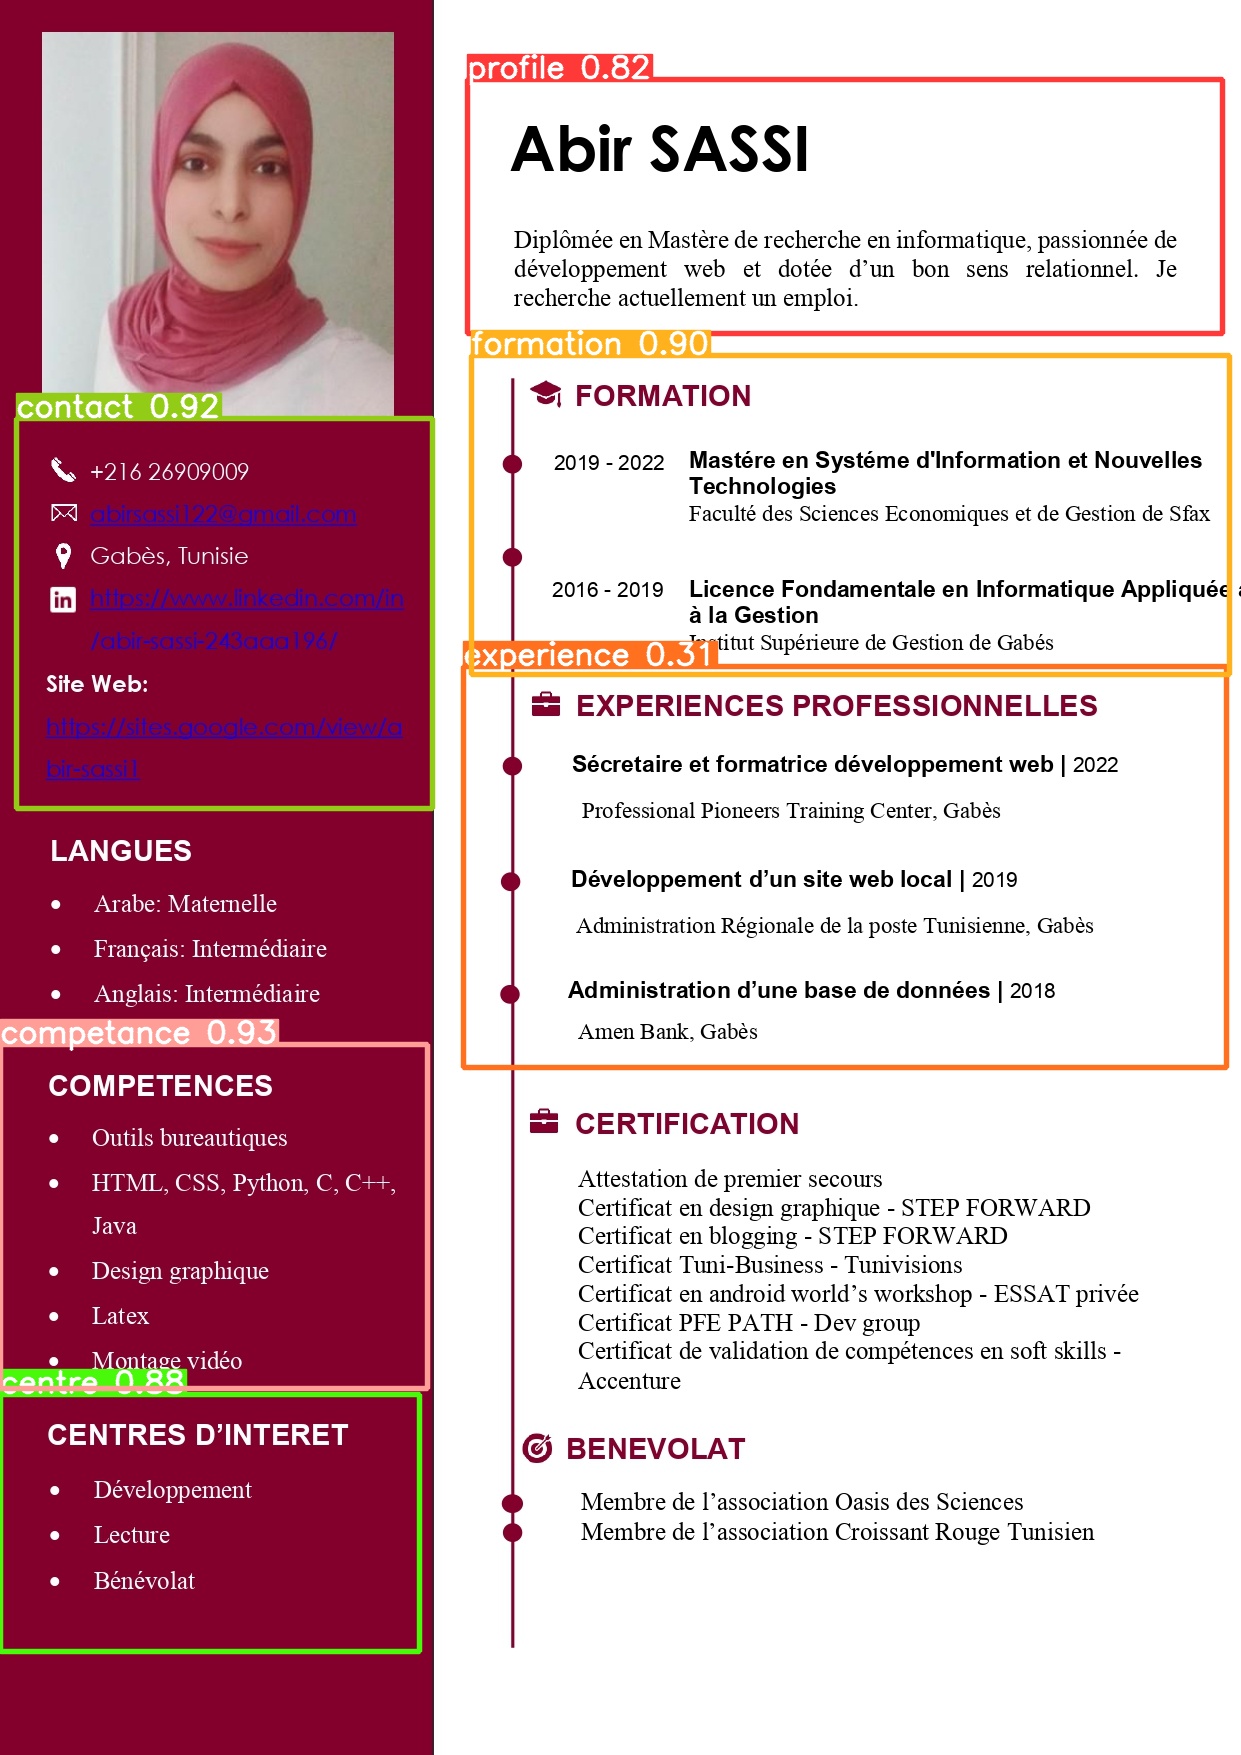 contact 0.92
+216 26909009
abirsassi122@gmail.com
Gabès, Tunisie
https://www.linkedin.com/in
/abir-sassi-243aaa196/
Site Web:
https://sites.google.com/view/a
bir-sassi1
LANGUES
Arabe: Maternelle
Français: Intermédiaire
Anglais: Intermédiaire
competance 0.93
COMPETENCES
Outils bureautiques
HTML, CSS, Python, C, C++,
Java
Design graphique
Latex
Montage vidéo
centre 0.88
CENTRES D’INTERET
Développement
Lecture
Bénévolat
profile 0.82
Abir SASSI
Diplômée en Mastère de recherche en informatique, passionnée de
développement web et dotée d’un bon sens relationnel. Je
recherche actuellement un emploi.
formation 0.90
FORMATION
2019 - 2022 Mastére en Systéme d'Information et Nouvelles
Technologies
Faculté des Sciences Economiques et de Gestion de Sfax
2016 - 2019 Licence Fondamentale en Informatique Appliquée
à la Gestion
Institut Supérieure de Gestion de Gabés
experience 0.31
EXPERIENCES PROFESSIONNELLES
Sécretaire et formatrice développement web | 2022
Professional Pioneers Training Center, Gabès
Développement d’un site web local | 2019
Administration Régionale de la poste Tunisienne, Gabès
Administration d’une base de données | 2018
Amen Bank, Gabès
CERTIFICATION
Attestation de premier secours
Certificat en design graphique - STEP FORWARD
Certificat en blogging - STEP FORWARD
Certificat Tuni-Business - Tunivisions
Certificat en android world’s workshop - ESSAT privée
Certificat PFE PATH - Dev group
Certificat de validation de compétences en soft skills -
Accenture
BENEVOLAT
Membre de l’association Oasis des Sciences
Membre de l’association Croissant Rouge Tunisien